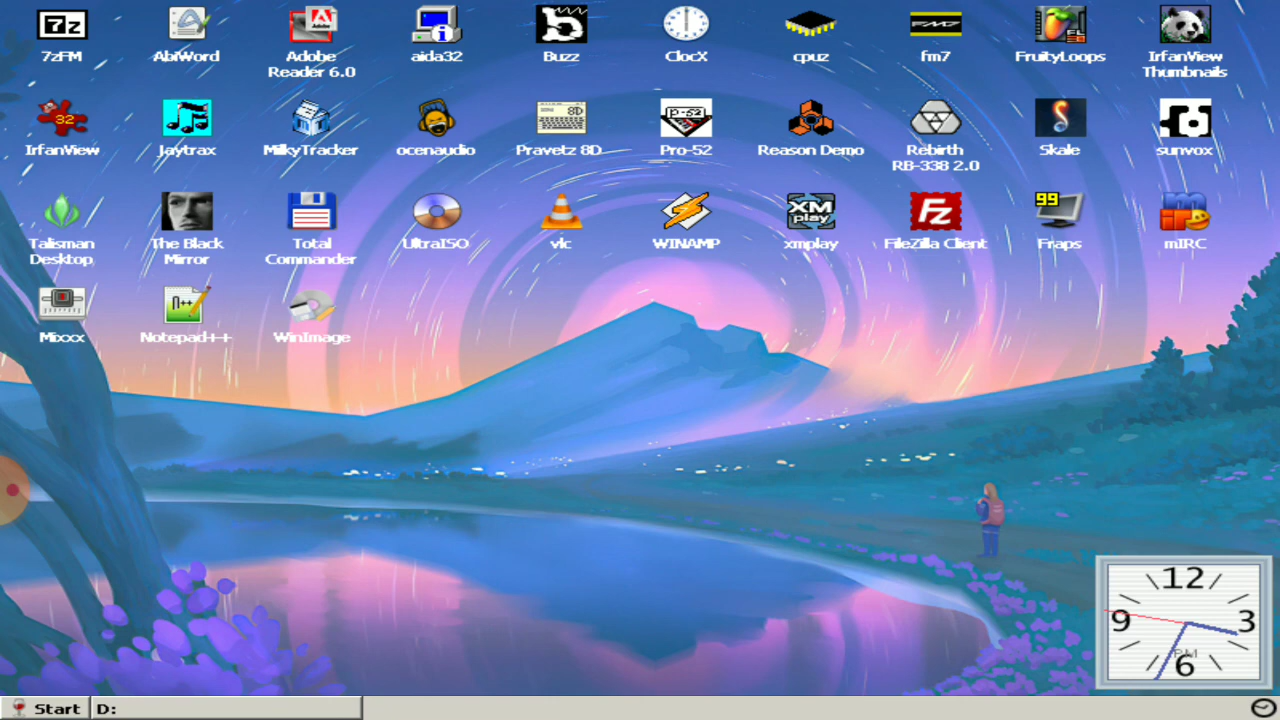 7zFM
AbiWord
Adobe
Reader 6.0
aida32
Buzz
ClocX
cpuz
fm7
FruityLoops
IrfanView
Thumbnails
IrfanView
Jaytrax
MilkyTracker
ocenaudio
Pravetz 8D
Pro-52
Reason Demo
Rebirth
RB-338 2.0
Skale
sunvox
Talisman
Desktop
The Black
Mirror
Total
Commander
UltraISO
vlc
WINAMP
xmplay
FileZilla Client
Fraps
mIRC
Mixxx
Notepad++
WinImage
12
9
3
PM
6
Start
D: